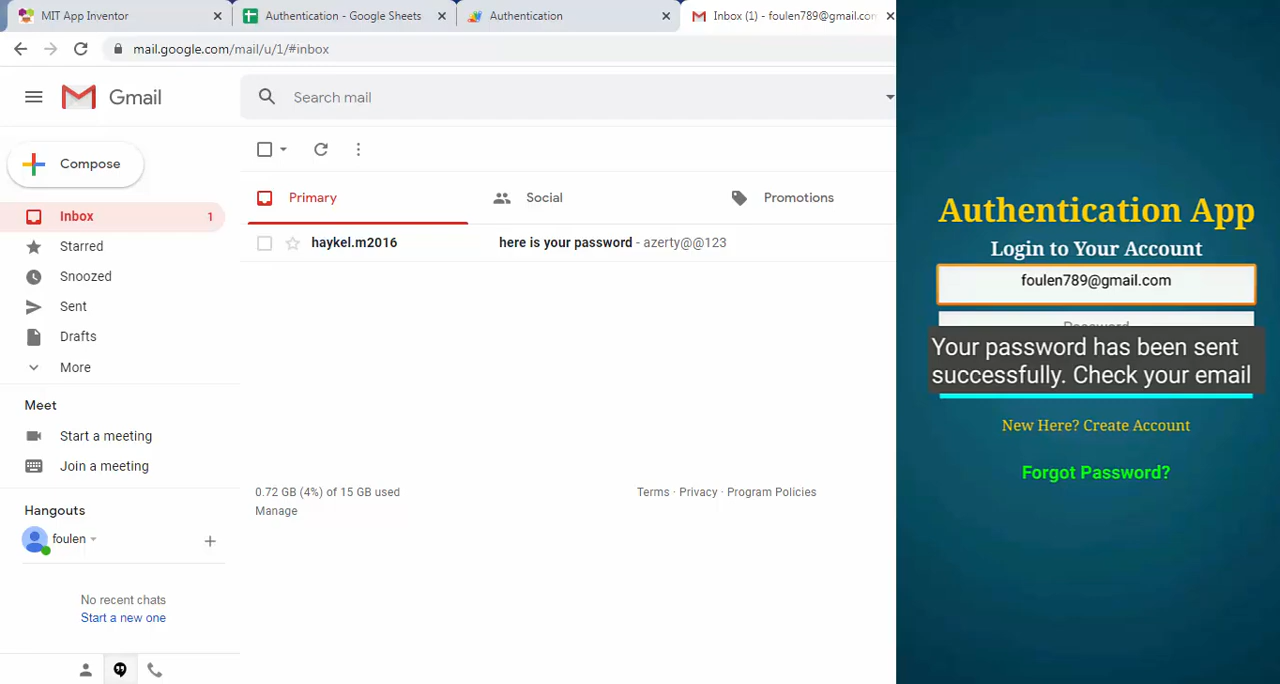 MIT App Inventor
Authentication - Google Sheets
Authentication
Inbox (1) - foulen789@gmail.com
mail.google.com/mail/u/1/#inbox
Gmail
Search mail
Compose
Primary
Social
Promotions
Inbox 1
haykel.m2016 here is your password - azerty@@123
Starred
Snoozed
Sent
Drafts
More
Meet
Start a meeting
Join a meeting
0.72 GB (4%) of 15 GB used
Manage
Terms · Privacy · Program Policies
Hangouts
foulen
No recent chats
Start a new one
Authentication App
Login to Your Account
foulen789@gmail.com
Password
Your password has been sent
successfully. Check your email
New Here? Create Account
Forgot Password?